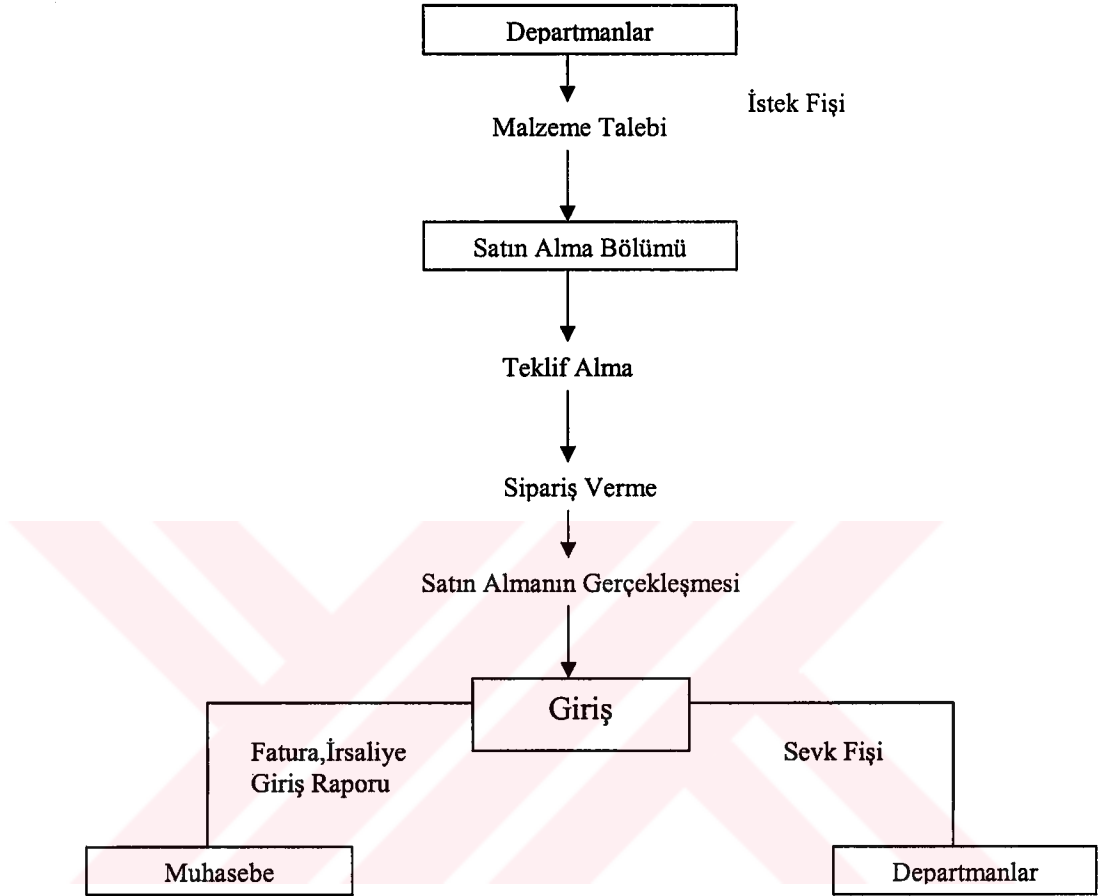 Departmanlar
İstek Fişi
Malzeme Talebi
Satın Alma Bölümü
Teklif Alma
Sipariş Verme
Satın Almanın Gerçekleşmesi
Giriş
Fatura,İrsaliye
Giriş Raporu
Sevk Fişi
Muhasebe
Departmanlar